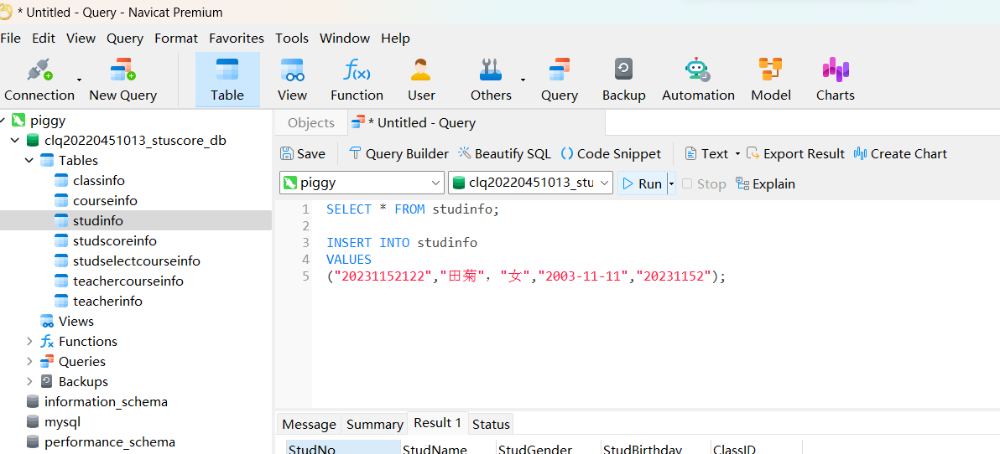 * Untitled - Query - Navicat Premium
File Edit View Query Format Favorites Tools Window Help
Connection New Query Table View Function User Others Query Backup Automation Model Charts
piggy
clq20220451013_stuscore_db
Tables
classinfo
courseinfo
studinfo
studscoreinfo
studselectcourseinfo
teachercourseinfo
teacherinfo
Views
Functions
Queries
Backups
information_schema
mysql
performance_schema
Objects * Untitled - Query
Save Query Builder Beautify SQL () Code Snippet Text Export Result Create Chart
piggy clq20220451013_stu Run Stop Explain
1 SELECT * FROM studinfo;
2
3 INSERT INTO studinfo
4 VALUES
5 ("20231152122","田菊"，"女","2003-11-11","20231152");
Message Summary Result 1 Status
StudNo StudName StudGender StudBirthday ClassID